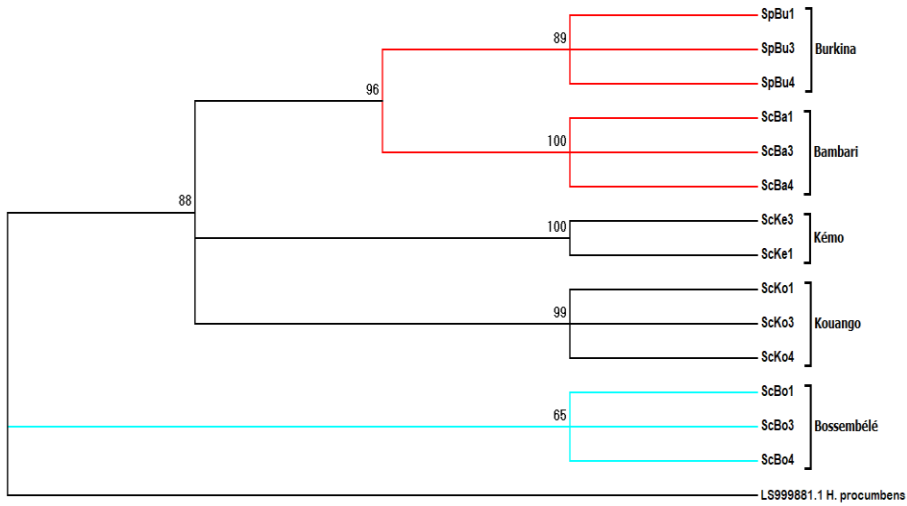 SpBu1
89
SpBu3
Burkina
SpBu4
96
ScBa1
100
ScBa3
Bambari
ScBa4
88
ScKe3
100
Kémo
ScKe1
ScKo1
99
ScKo3
Kouango
ScKo4
ScBo1
65
ScBo3
Bossembélé
ScBo4
LS999881.1 H. procumbens